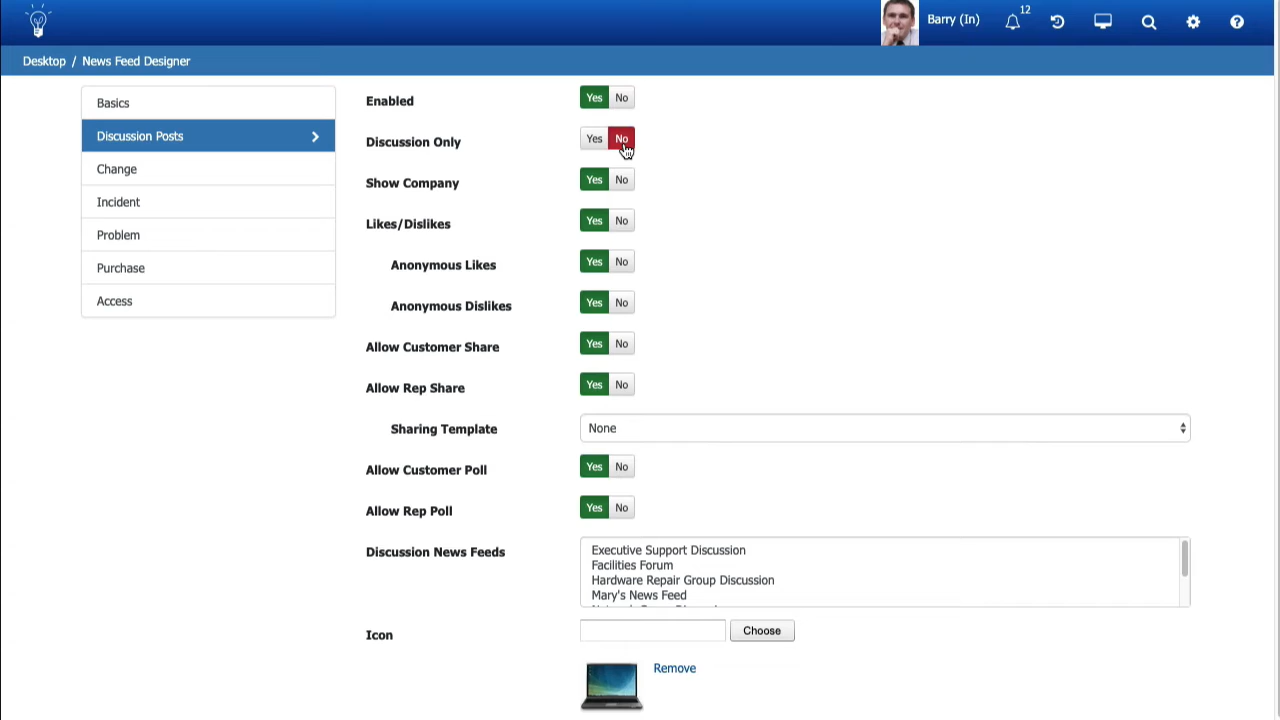 12
Barry (In)
Desktop / News Feed Designer
Basics
Discussion Posts
Change
Incident
Problem
Purchase
Access
Enabled Yes No
Discussion Only Yes No
Show Company Yes No
Likes/Dislikes Yes No
Anonymous Likes Yes No
Anonymous Dislikes Yes No
Allow Customer Share Yes No
Allow Rep Share Yes No
Sharing Template None
Allow Customer Poll Yes No
Allow Rep Poll Yes No
Discussion News Feeds
Executive Support Discussion
Facilities Forum
Hardware Repair Group Discussion
Mary's News Feed
Icon Choose
Remove